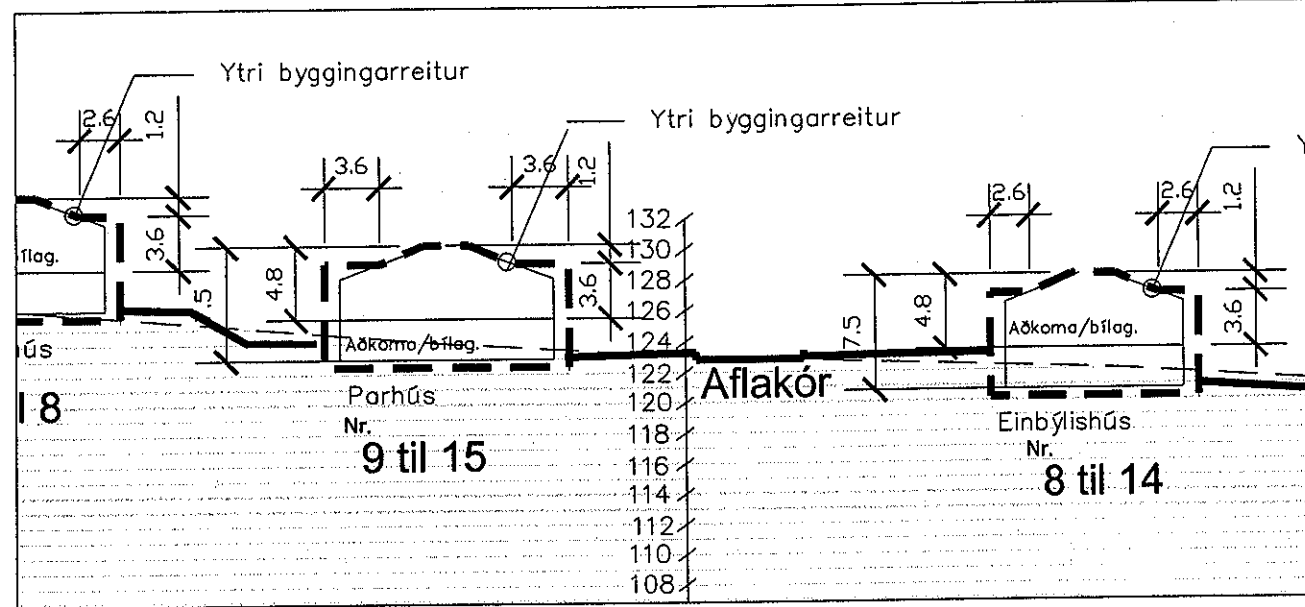 Ytri byggingarreitur
2.6
1.2
3.6
ílag.
ús
l 8
Ytri byggingarreitur
3.6
3.6
1.2
.5
4.8
3.6
Aðkoma/bílag.
Parhús
Nr.
9 til 15
132
130
128
126
124
122
120
118
116
114
112
110
108
Aflakór
Y
2.6
2.6
1.2
7.5
4.8
3.6
Aðkoma/bílag.
Einbýlishús
Nr.
8 til 14